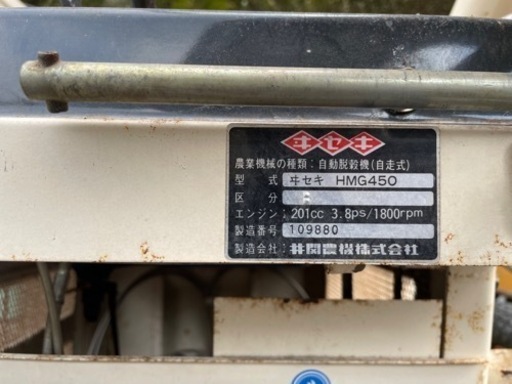 ヰセキ
農業機械の種類:自動脱穀機(自走式)
型式 ヰセキ HMG450
区分
エンジン:201cc 3.8ps/1800rpm
製造番号 109880
製造会社:井関農機株式会社